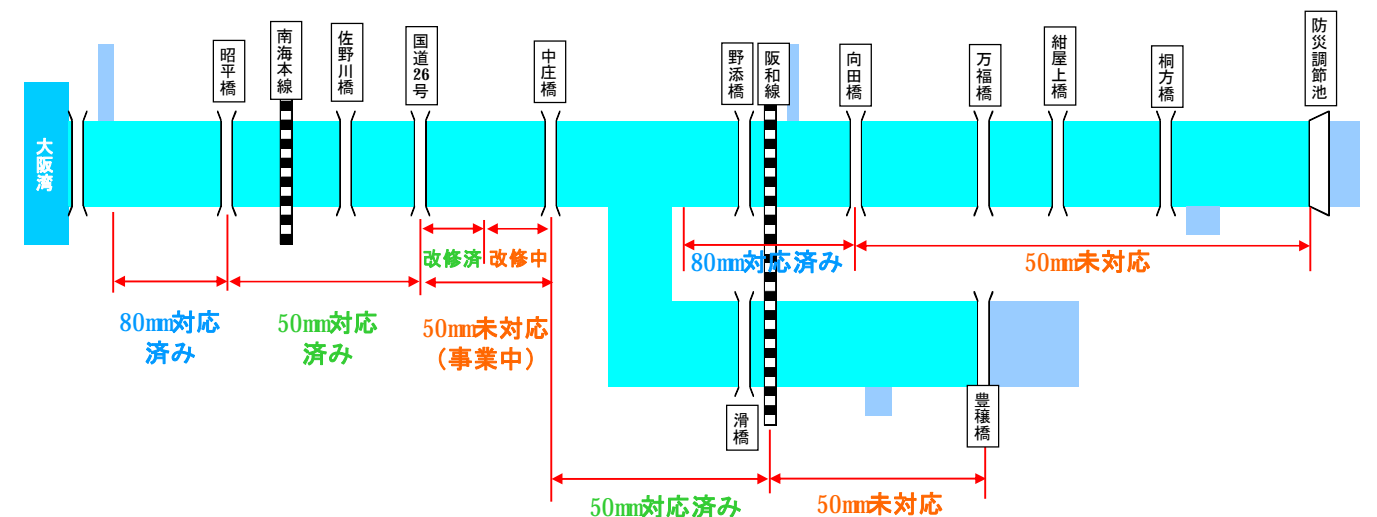 昭平橋
南海本線
佐野川橋
国道26号
中庄橋
野添橋
阪和線
向田橋
万福橋
紺屋上橋
桐方橋
防災調節池
大阪湾
改修済
改修中
80mm対応済み
50mm未対応
80mm対応
済み
50mm対応
済み
50mm未対応
(事業中)
滑橋
豊穣橋
50mm対応済み
50mm未対応